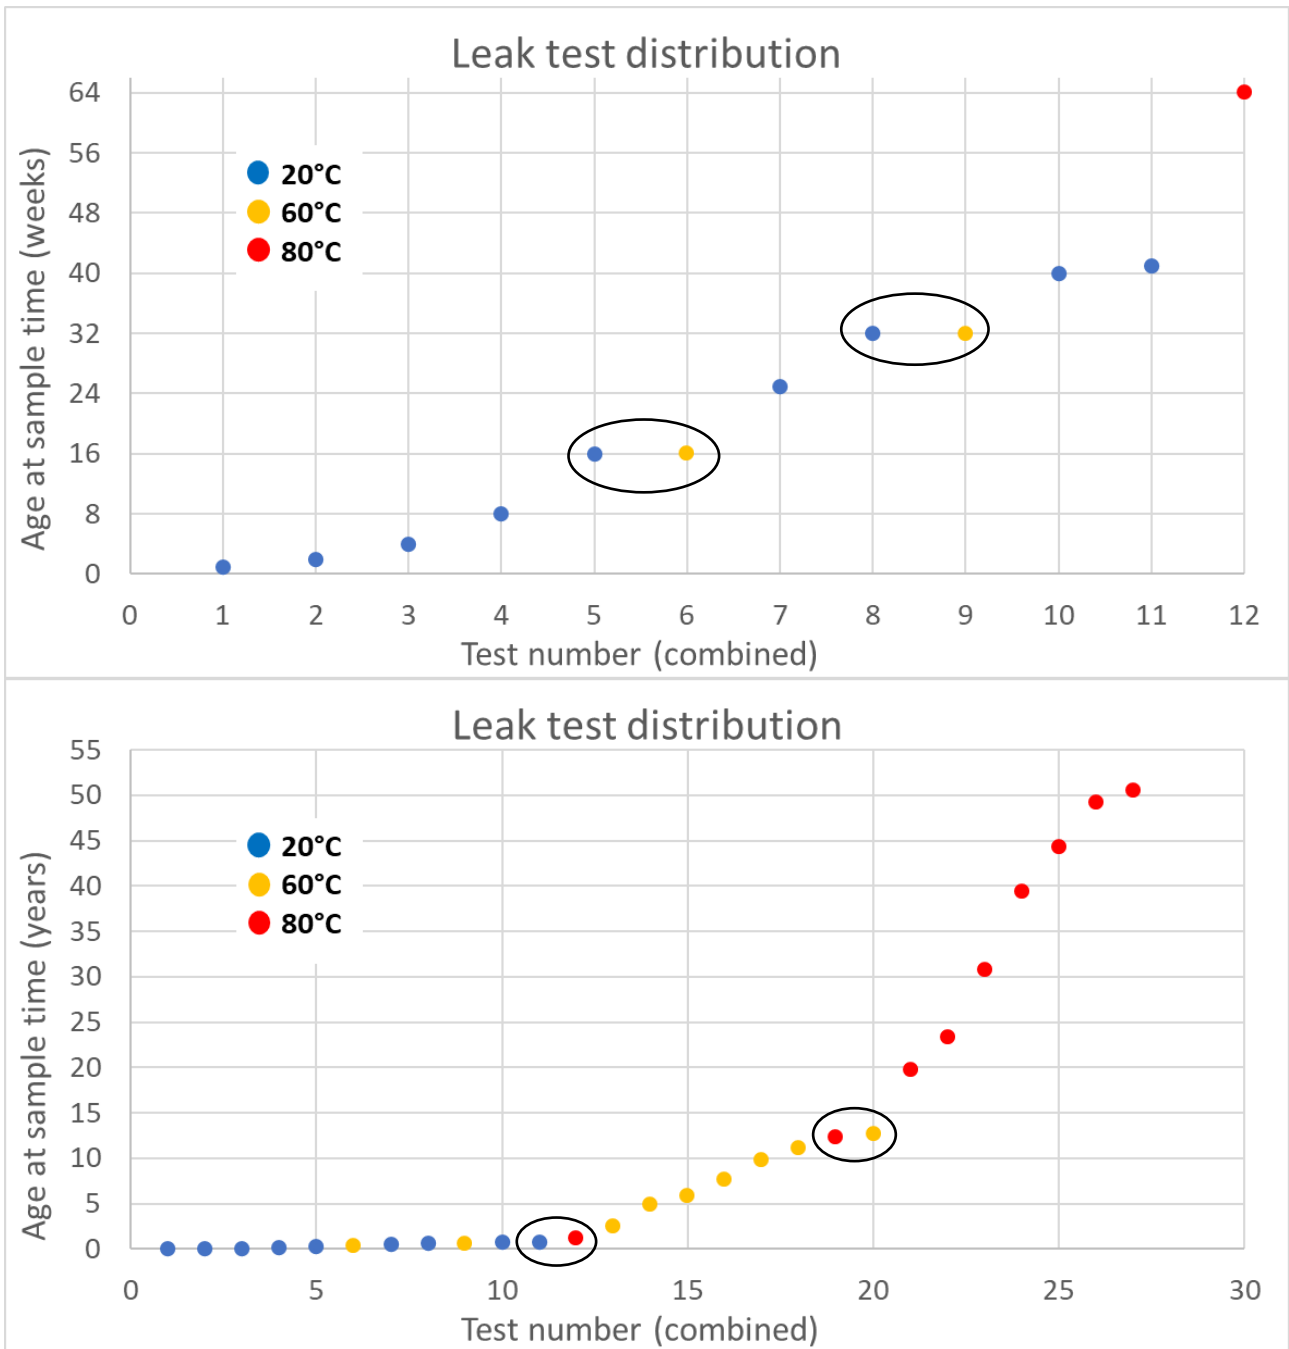 Leak test distribution
Age at sample time (weeks)
64
56
48
40
32
24
16
8
0
20°C
60°C
80°C
0 1 2 3 4 5 6 7 8 9 10 11 12
Test number (combined)
Leak test distribution
Age at sample time (years)
55
50
45
40
35
30
25
20
15
10
5
0
20°C
60°C
80°C
0 5 10 15 20 25 30
Test number (combined)